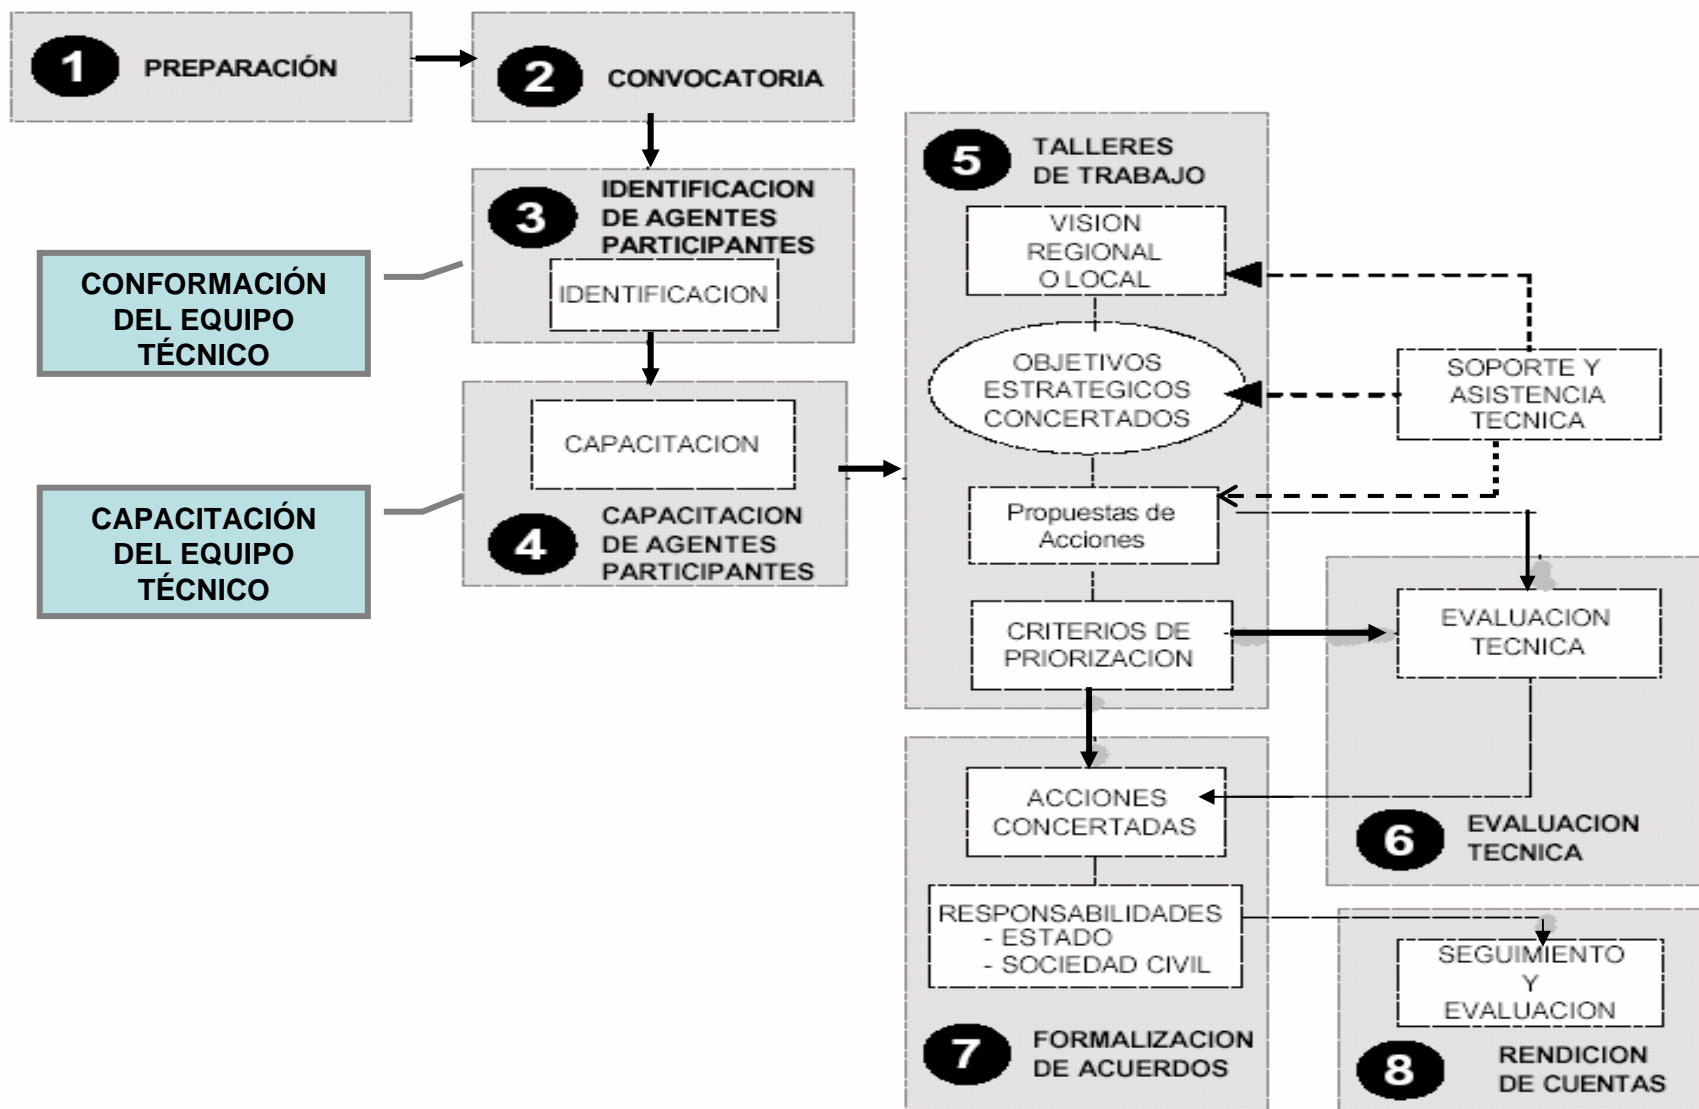 1
PREPARACIÓN
2
CONVOCATORIA
3
IDENTIFICACION
DE AGENTES
PARTICIPANTES
IDENTIFICACION
CONFORMACIÓN
DEL EQUIPO
TÉCNICO
CAPACITACION
4
CAPACITACION
DE AGENTES
PARTICIPANTES
CAPACITACIÓN
DEL EQUIPO
TÉCNICO
5
TALLERES
DE TRABAJO
VISION
REGIONAL
O LOCAL
OBJETIVOS
ESTRATEGICOS
CONCERTADOS
Propuestas de
Acciones
CRITERIOS DE
PRIORIZACION
SOPORTE Y
ASISTENCIA
TECNICA
EVALUACION
TECNICA
6
EVALUACION
TECNICA
ACCIONES
CONCERTADAS
RESPONSABILIDADES
- ESTADO
- SOCIEDAD CIVIL
7
FORMALIZACION
DE ACUERDOS
SEGUIMIENTO
Y
EVALUACION
8
RENDICION
DE CUENTAS